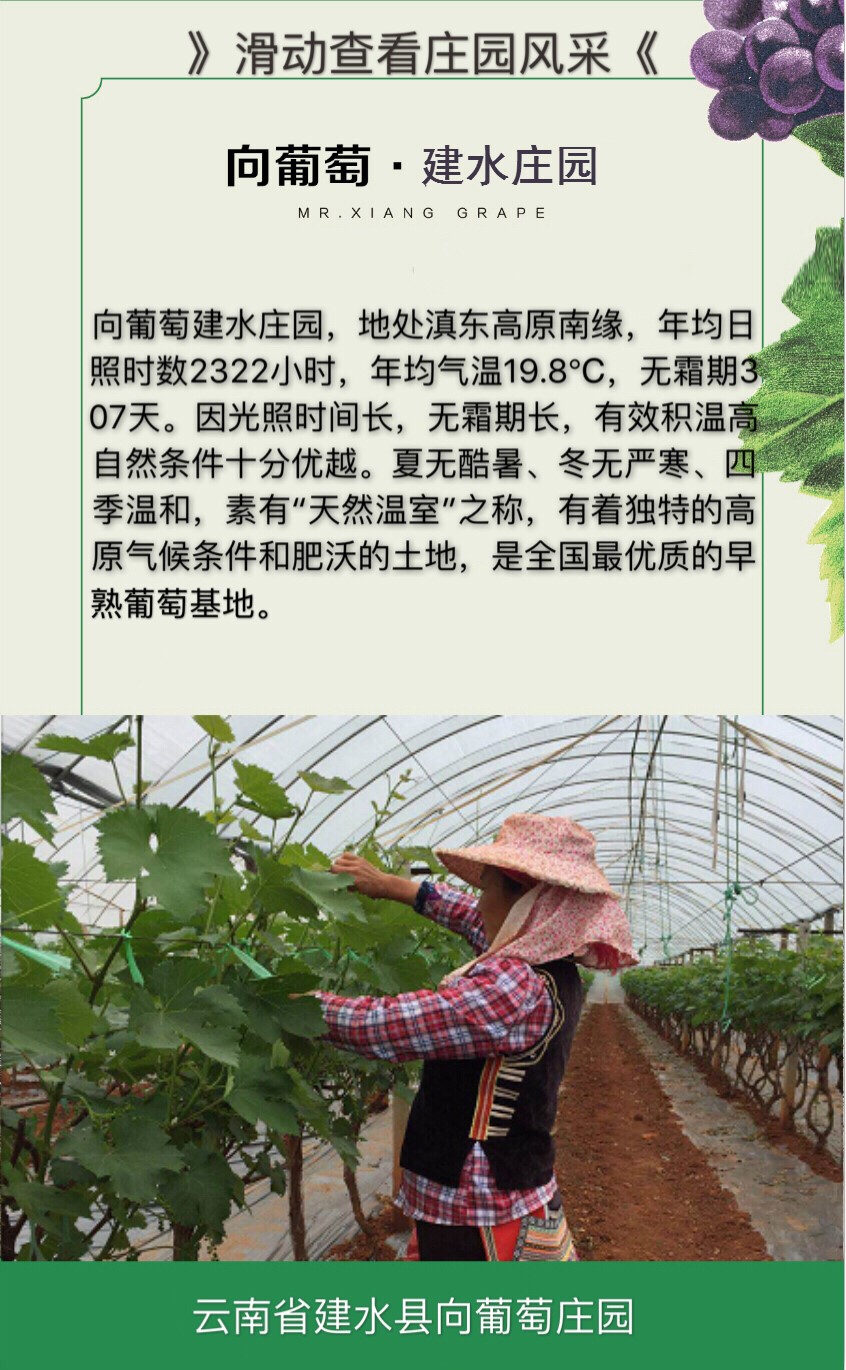 》滑动查看庄园风采《
向葡萄·建水庄园
MR.XIANG GRAPE
向葡萄建水庄园，地处滇东高原南缘，年均日
照时数2322小时，年均气温19.8℃，无霜期3
07天。因光照时间长，无霜期长，有效积温高
自然条件十分优越。夏无酷暑、冬无严寒、四
季温和，素有“天然温室”之称，有着独特的高
原气候条件和肥沃的土地，是全国最优质的早
熟葡萄基地。
云南省建水县向葡萄庄园